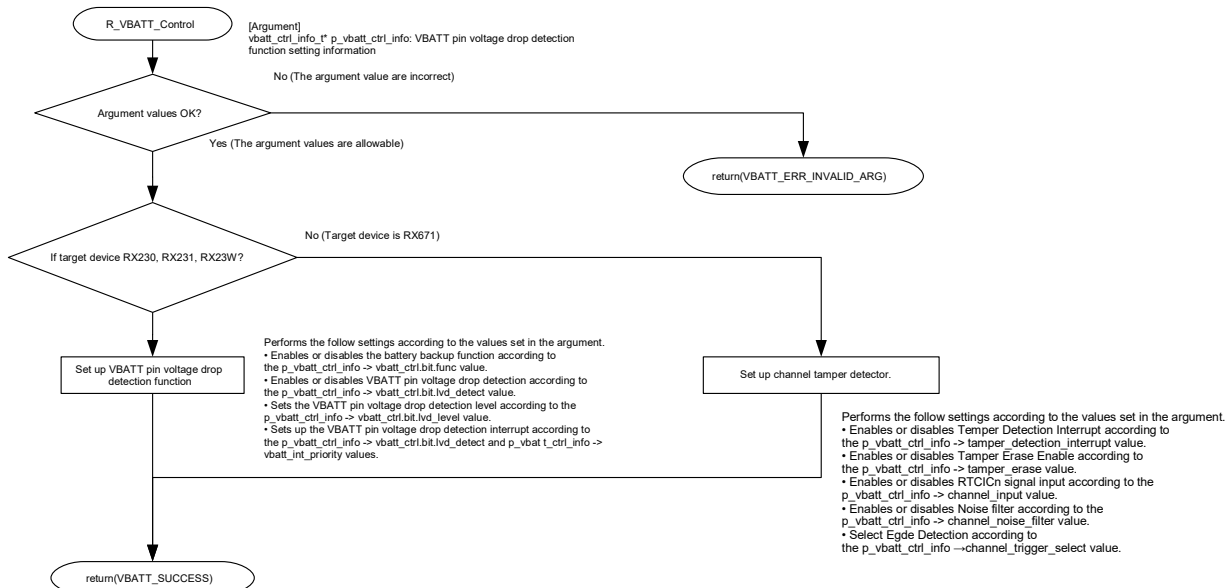 R_VBATT_Control
[Argument]
vbatt_ctrl_info_t* p_vbatt_ctrl_info: VBATT pin voltage drop detection
function setting information
No (The argument value are incorrect)
Argument values OK?
Yes (The argument values are allowable)
return(VBATT_ERR_INVALID_ARG)
No (Target device is RX671)
If target device RX230, RX231, RX23W?
Performs the follow settings according to the values set in the argument.
• Enables or disables the battery backup function according to
the p_vbatt_ctrl_info -> vbatt_ctrl.bit.func value.
• Enables or disables VBATT pin voltage drop detection according to
the p_vbatt_ctrl_info -> vbatt_ctrl.bit.lvd_detect value.
• Sets the VBATT pin voltage drop detection level according to the
p_vbatt_ctrl_info -> vbatt_ctrl.bit.lvd_level value.
• Sets up the VBATT pin voltage drop detection interrupt according to
the p_vbatt_ctrl_info -> vbatt_ctrl.bit.lvd_detect and p_vbat t_ctrl_info ->
vbatt_int_priority values.
Set up VBATT pin voltage drop
detection function
Set up channel tamper detector.
Performs the follow settings according to the values set in the argument.
• Enables or disables Temper Detection Interrupt according to
the p_vbatt_ctrl_info -> tamper_detection_interrupt value.
• Enables or disables Tamper Erase Enable according to
the p_vbatt_ctrl_info -> tamper_erase value.
• Enables or disables RTCICn signal input according to the
p_vbatt_ctrl_info -> channel_input value.
• Enables or disables Noise filter according to the
p_vbatt_ctrl_info -> channel_noise_filter value.
• Select Egde Detection according to
the p_vbatt_ctrl_info →channel_trigger_select value.
return(VBATT_SUCCESS)